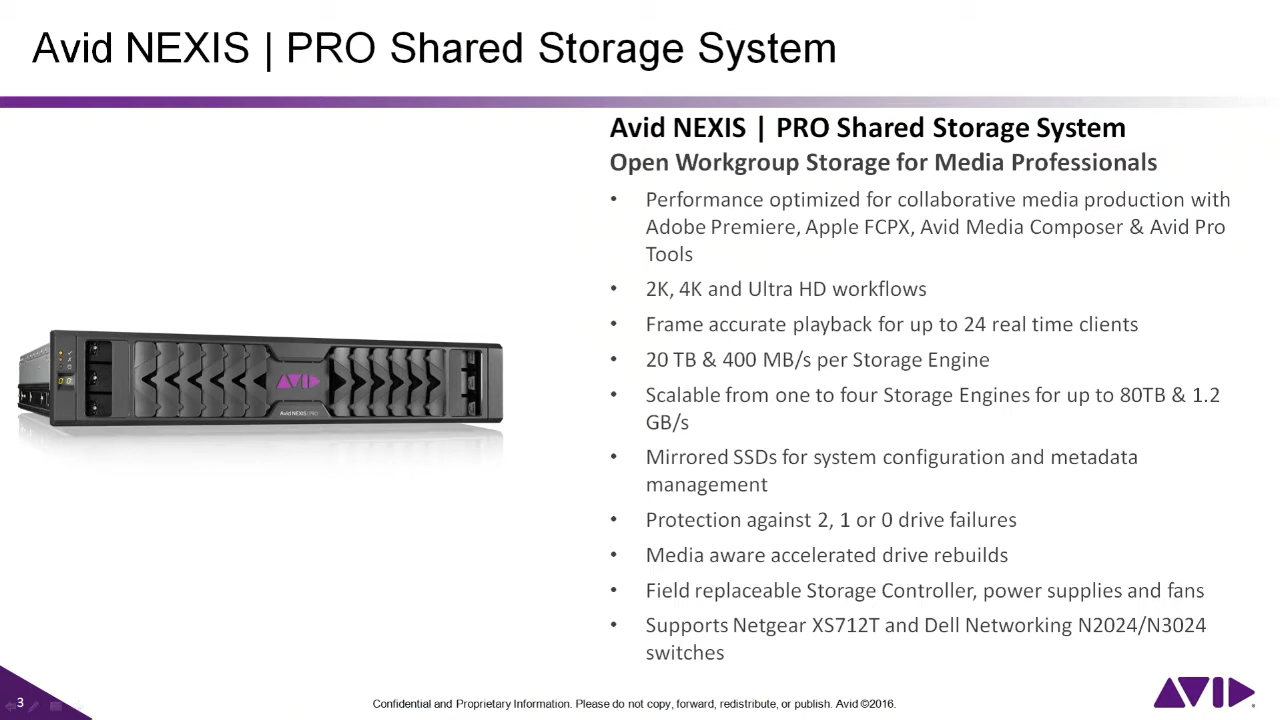 Avid NEXIS | PRO Shared Storage System
Avid NEXIS | PRO Shared Storage System
Open Workgroup Storage for Media Professionals
• Performance optimized for collaborative media production with
Adobe Premiere, Apple FCPX, Avid Media Composer & Avid Pro
Tools
• 2K, 4K and Ultra HD workflows
• Frame accurate playback for up to 24 real time clients
• 20 TB & 400 MB/s per Storage Engine
• Scalable from one to four Storage Engines for up to 80TB & 1.2
GB/s
• Mirrored SSDs for system configuration and metadata
management
• Protection against 2, 1 or 0 drive failures
• Media aware accelerated drive rebuilds
• Field replaceable Storage Controller, power supplies and fans
• Supports Netgear XS712T and Dell Networking N2024/N3024
switches
AVID
Avid NEXIS | PRO
00
3
Confidential and Proprietary Information. Please do not copy, forward, redistribute, or publish. Avid ©2016.
AVID